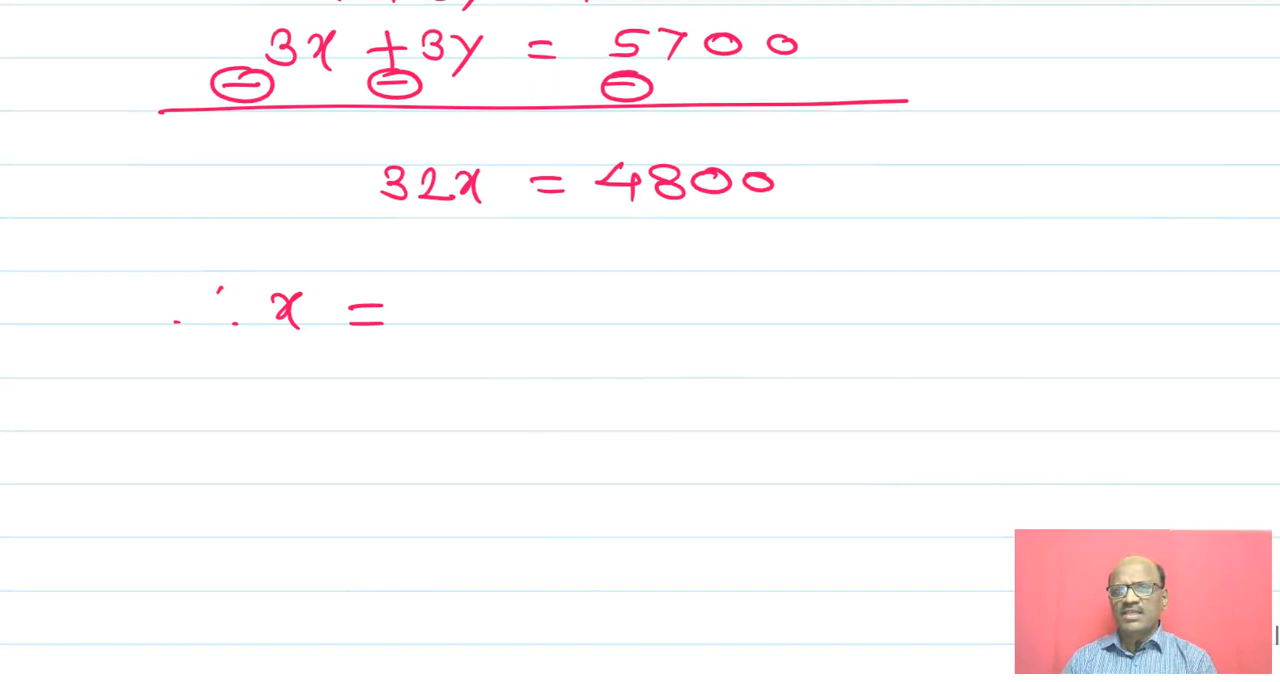 3x + 3y = 5700
− − −
32x = 4800
∴ x =